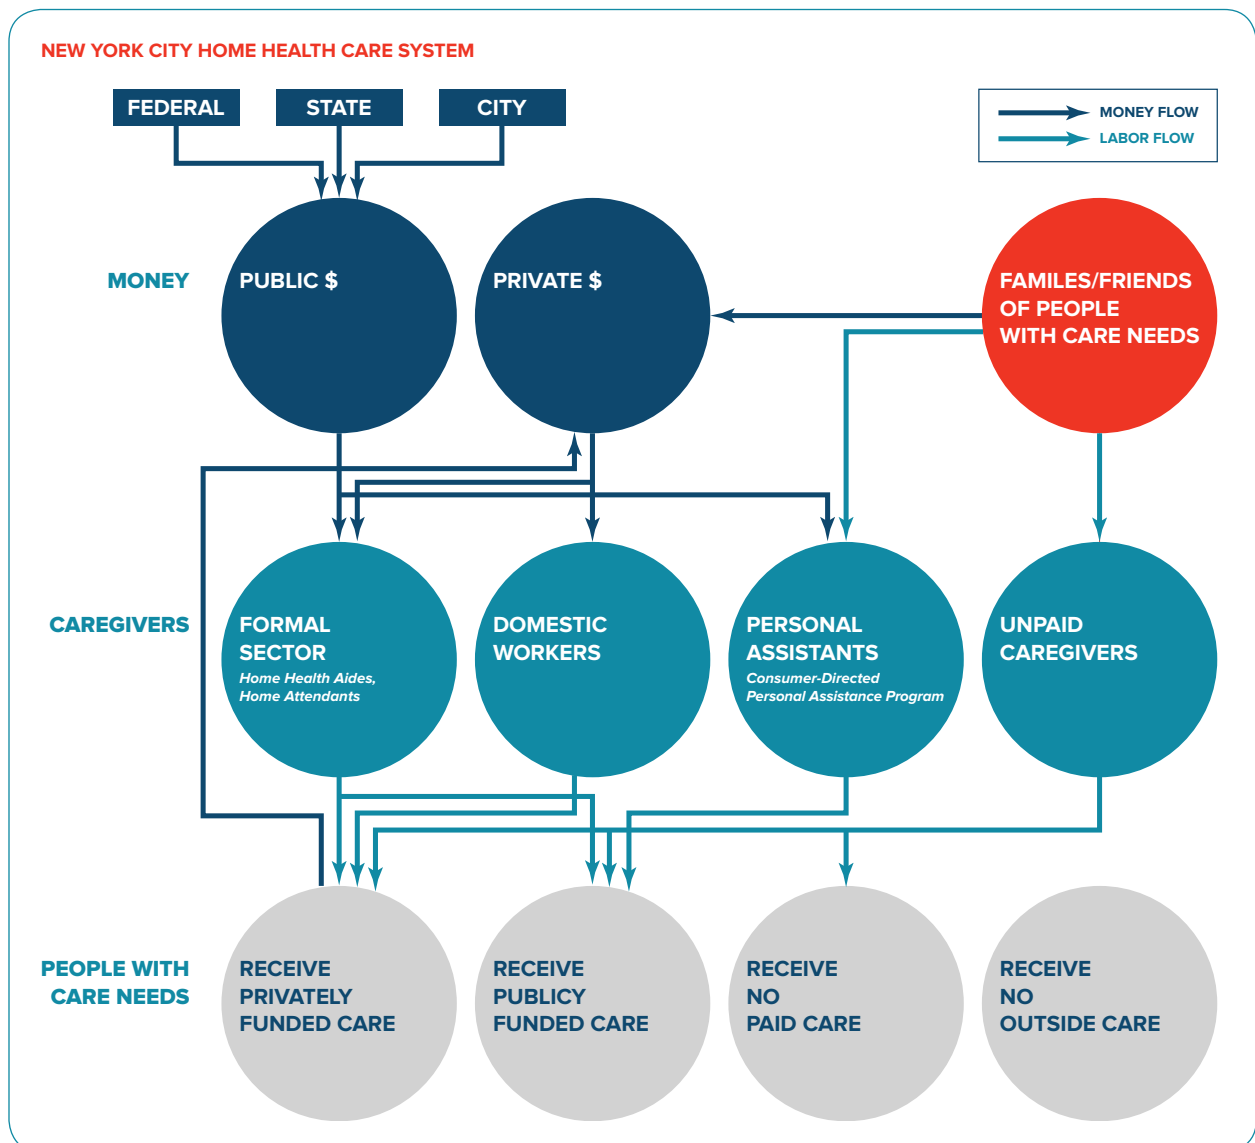 NEW YORK CITY HOME HEALTH CARE SYSTEM
FEDERAL
STATE
CITY
MONEY FLOW
LABOR FLOW
MONEY
PUBLIC $
PRIVATE $
FAMILES/FRIENDS
OF PEOPLE
WITH CARE NEEDS
CAREGIVERS
FORMAL
SECTOR
Home Health Aides,
Home Attendants
DOMESTIC
WORKERS
PERSONAL
ASSISTANTS
Consumer-Directed
Personal Assistance Program
UNPAID
CAREGIVERS
PEOPLE WITH
CARE NEEDS
RECEIVE
PRIVATELY
FUNDED CARE
RECEIVE
PUBLICY
FUNDED CARE
RECEIVE
NO
PAID CARE
RECEIVE
NO
OUTSIDE CARE